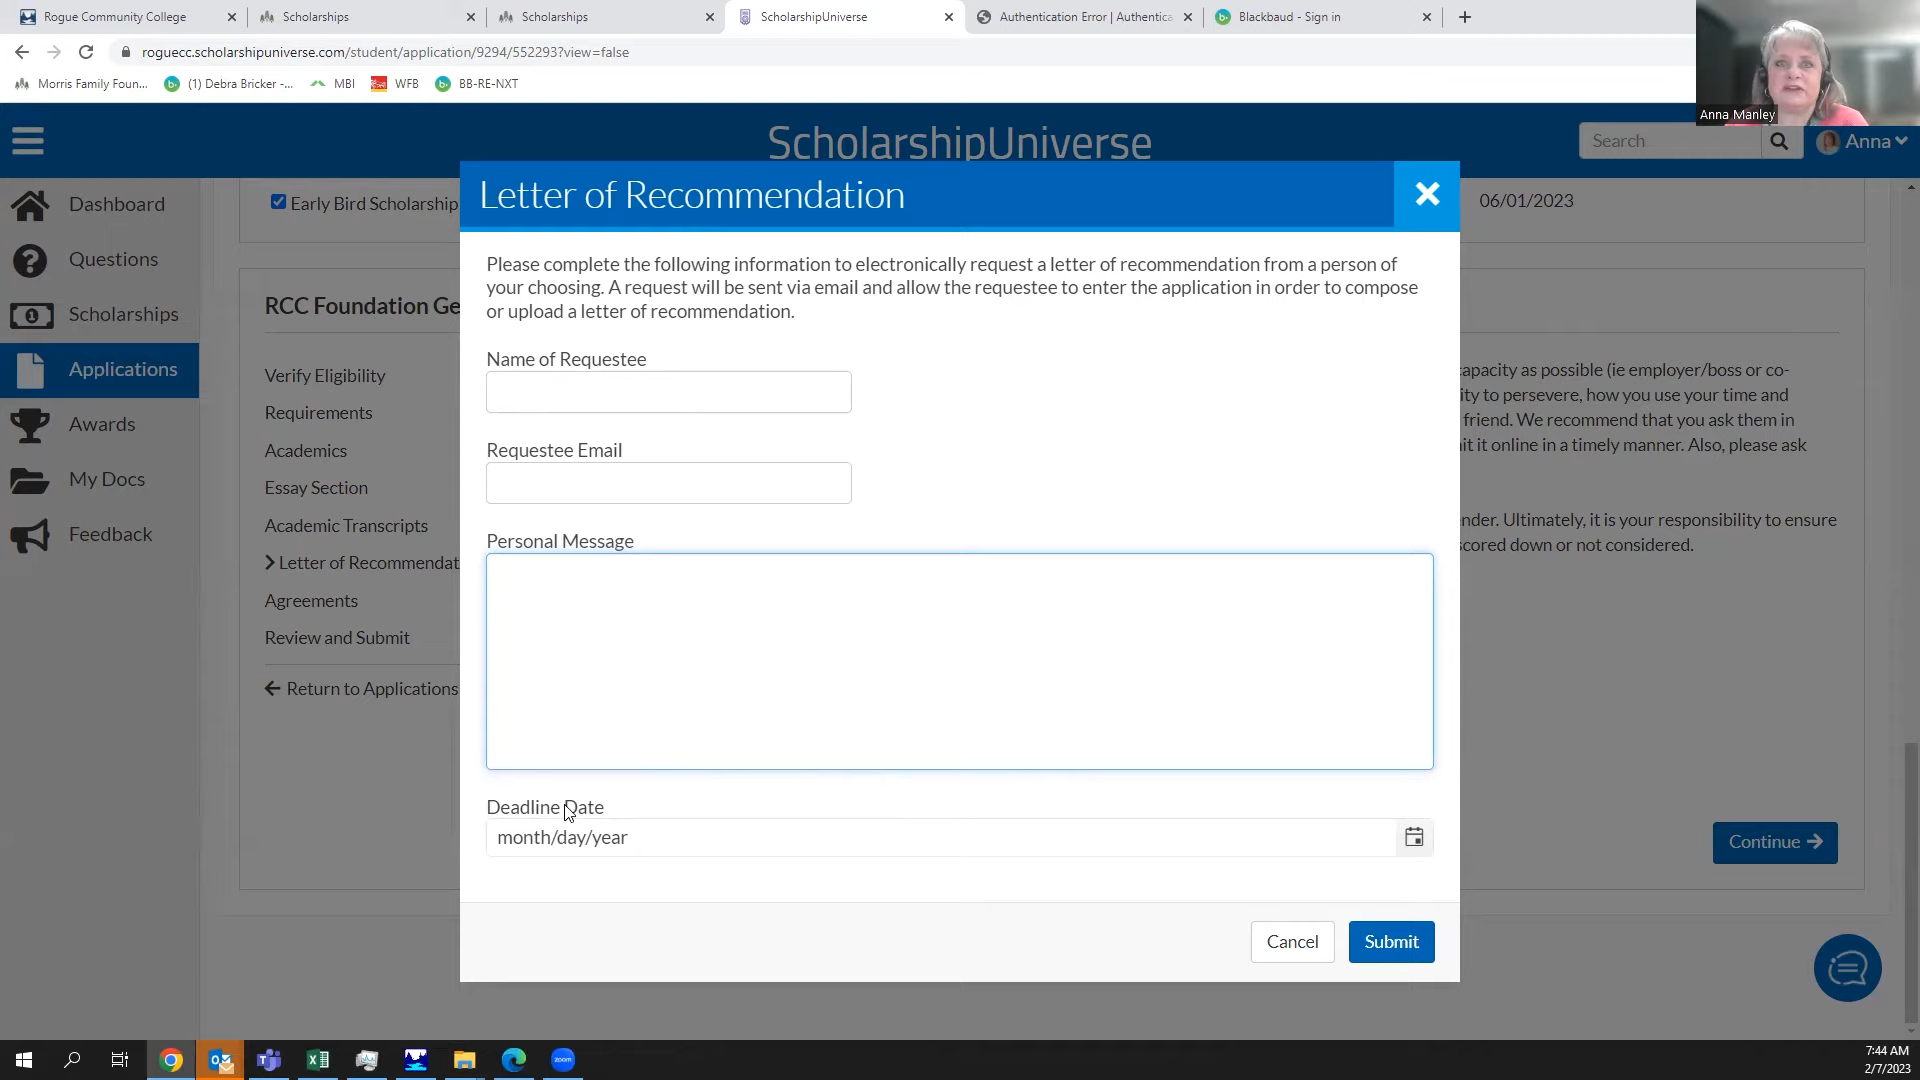 Rogue Community College
Scholarships
Scholarships
ScholarshipUniverse
Authentication Error | Authentica
Blackbaud - Sign in
roguecc.scholarshipuniverse.com/student/application/9294/552293?view=false
Morris Family Foun...
(1) Debra Bricker -...
MBI
WFB
BB-RE-NXT
Anna Manley
ScholarshipUniverse
Search
Anna
Dashboard
Questions
Scholarships
Applications
Awards
My Docs
Feedback
Early Bird Scholarship
06/01/2023
RCC Foundation Ge
Verify Eligibility
Requirements
Academics
Essay Section
Academic Transcripts
Letter of Recommendat
Agreements
Review and Submit
Return to Applications
Letter of Recommendation
Please complete the following information to electronically request a letter of recommendation from a person of
your choosing. A request will be sent via email and allow the requestee to enter the application in order to compose
or upload a letter of recommendation.
Name of Requestee
Requestee Email
Personal Message
Deadline Date
month/day/year
Cancel
Submit
capacity as possible (ie employer/boss or co-
ity to persevere, how you use your time and
friend. We recommend that you ask them in
it it online in a timely manner. Also, please ask
nder. Ultimately, it is your responsibility to ensure
scored down or not considered.
Continue
zoom
7:44 AM
2/7/2023